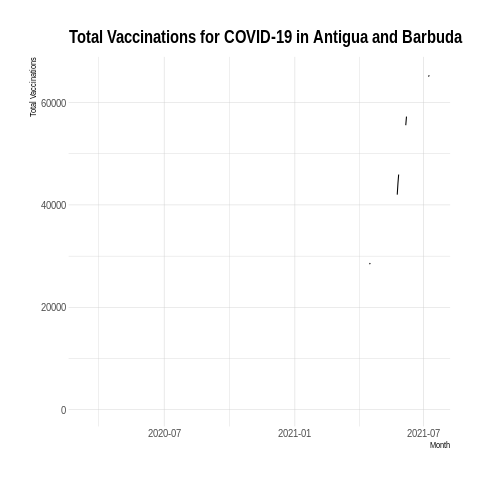 Total Vaccinations for COVID-19 in Antigua and Barbuda
Total Vaccinations
60000
40000
20000
0
2020-07 2021-01 2021-07
Month